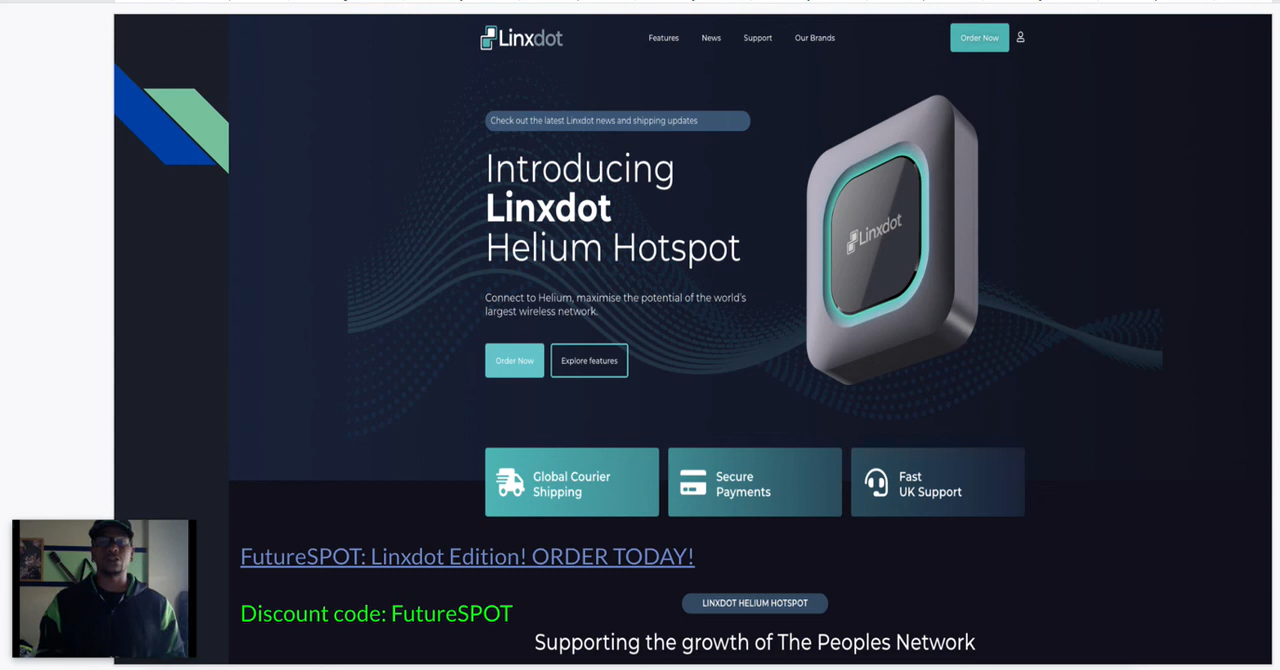 Linxdot
Features
News
Support
Our Brands
Order Now
Check out the latest Linxdot news and shipping updates
Introducing
Linxdot
Helium Hotspot
Connect to Helium, maximise the potential of the world's
largest wireless network.
Order Now
Explore features
Linxdot
Global Courier
Shipping
Secure
Payments
Fast
UK Support
FutureSPOT: Linxdot Edition! ORDER TODAY!
Discount code: FutureSPOT
LINXDOT HELIUM HOTSPOT
Supporting the growth of The Peoples Network